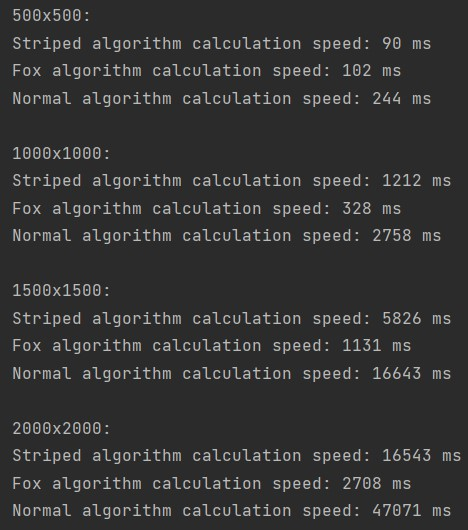 500x500:
Striped algorithm calculation speed: 90 ms
Fox algorithm calculation speed: 102 ms
Normal algorithm calculation speed: 244 ms
1000x1000:
Striped algorithm calculation speed: 1212 ms
Fox algorithm calculation speed: 328 ms
Normal algorithm calculation speed: 2758 ms
1500x1500:
Striped algorithm calculation speed: 5826 ms
Fox algorithm calculation speed: 1131 ms
Normal algorithm calculation speed: 16643 ms
2000x2000:
Striped algorithm calculation speed: 16543 ms
Fox algorithm calculation speed: 2708 ms
Normal algorithm calculation speed: 47071 ms